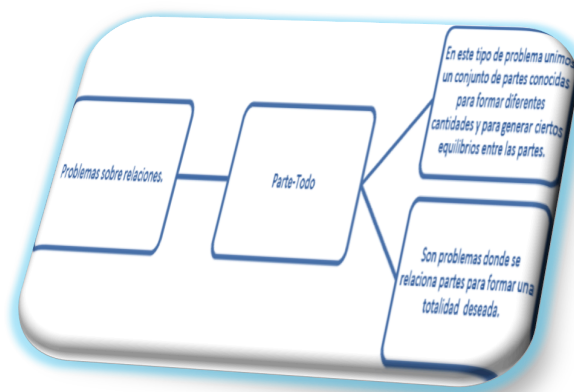 Problemas sobre relaciones.
Parte-Todo
En este tipo de problema unimos
un conjunto de partes conocidas
para formar diferentes
cantidades y para generar ciertos
equilibrios entre las partes.
Son problemas donde se
relaciona partes para formar una
totalidad deseada.